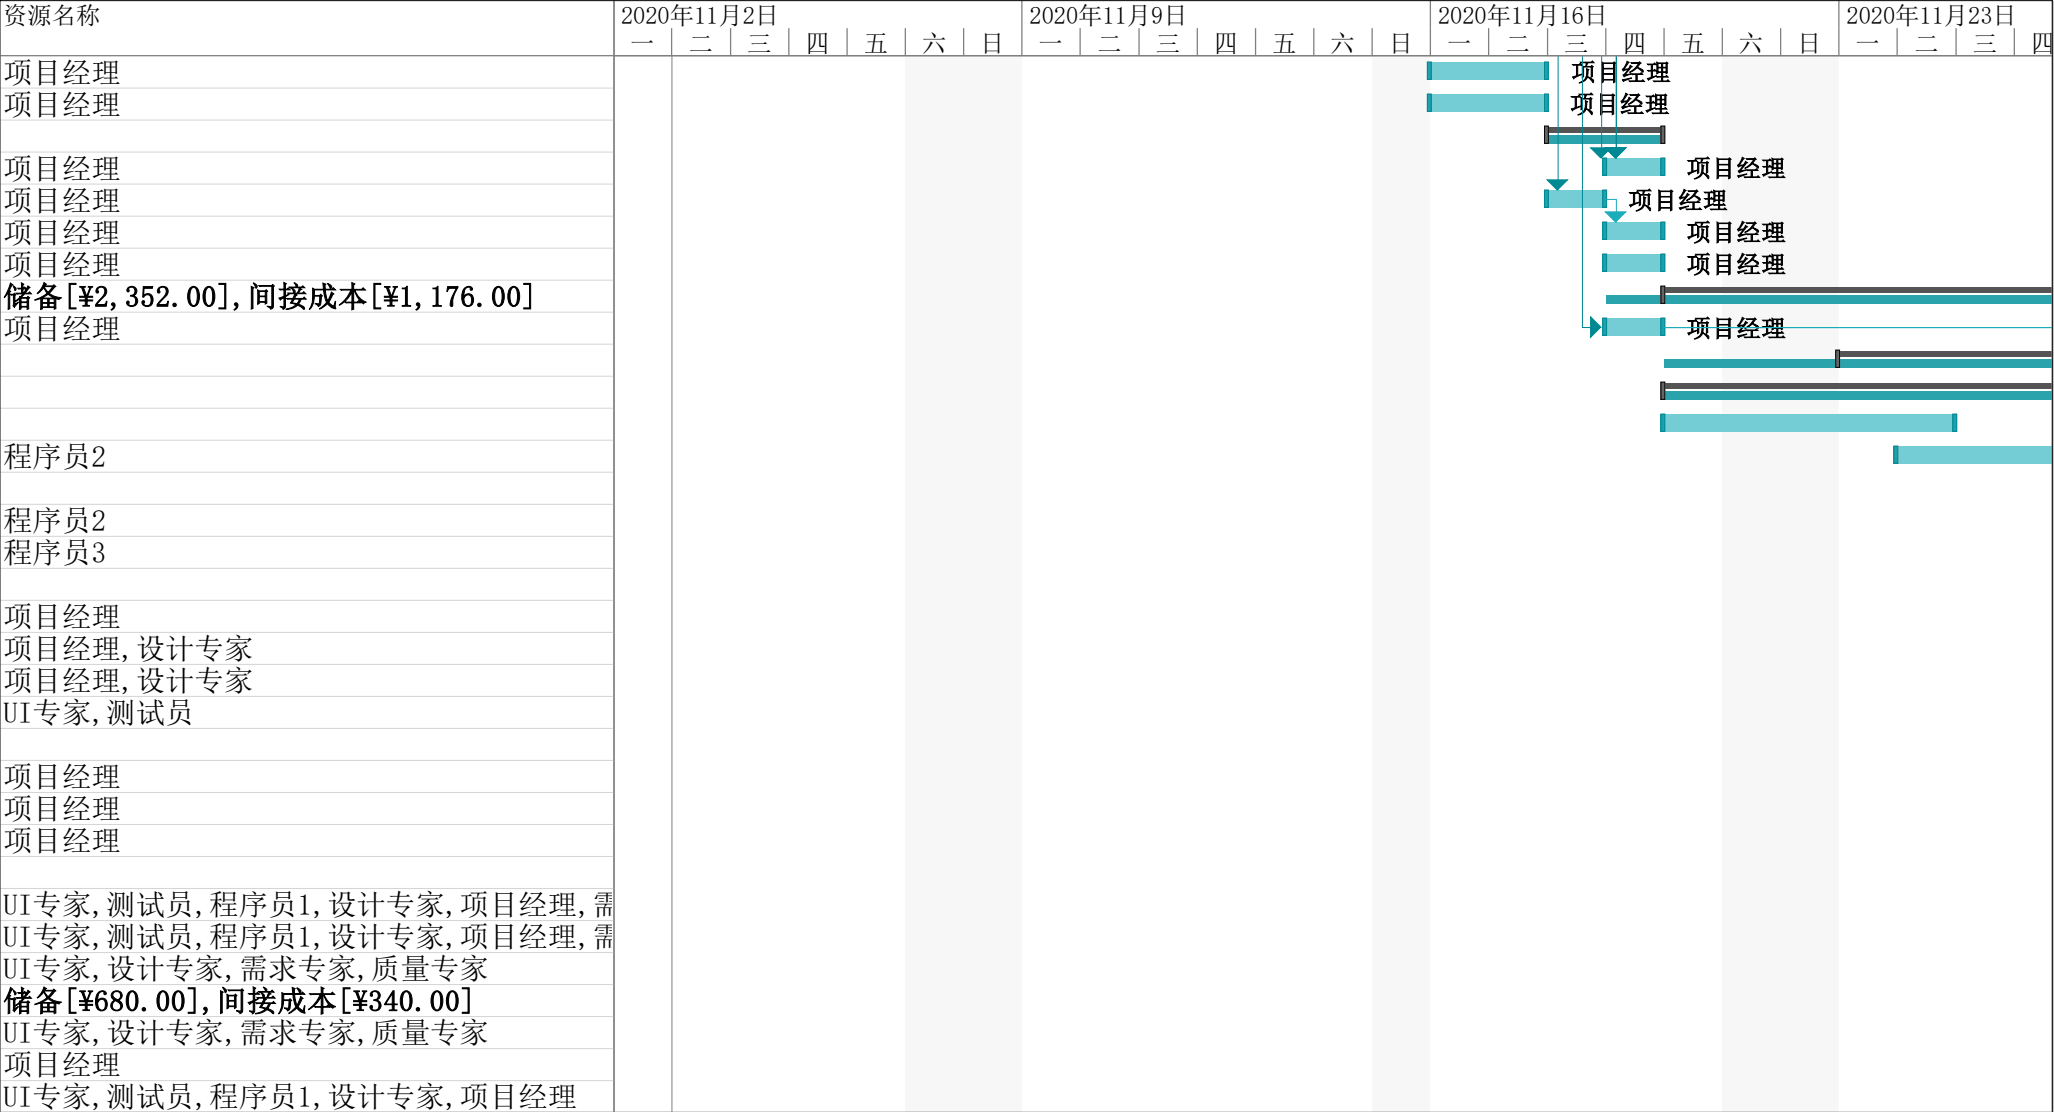 资源名称 2020年11月2日 2020年11月9日 2020年11月16日 2020年11月23日
一 二 三 四 五 六 日 一 二 三 四 五 六 日 一 二 三 四 五 六 日 一 二 三 四
项目经理 项目经理
项目经理 项目经理
项目经理 项目经理
项目经理 项目经理
项目经理 项目经理
项目经理 项目经理
储备[¥2,352.00],间接成本[¥1,176.00]
项目经理 项目经理
程序员2
程序员2
程序员3
项目经理
项目经理,设计专家
项目经理,设计专家
UI专家,测试员
项目经理
项目经理
项目经理
UI专家,测试员,程序员1,设计专家,项目经理,需
UI专家,测试员,程序员1,设计专家,项目经理,需
UI专家,设计专家,需求专家,质量专家
储备[¥680.00],间接成本[¥340.00]
UI专家,设计专家,需求专家,质量专家
项目经理
UI专家,测试员,程序员1,设计专家,项目经理